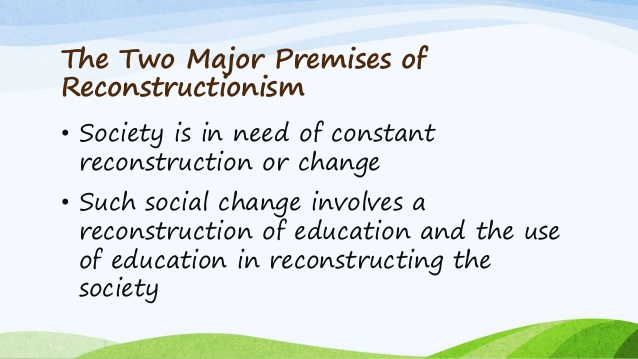 The Two Major Premises of
Reconstructionism
• Society is in need of constant
reconstruction or change
• Such social change involves a
reconstruction of education and the use
of education in reconstructing the
society